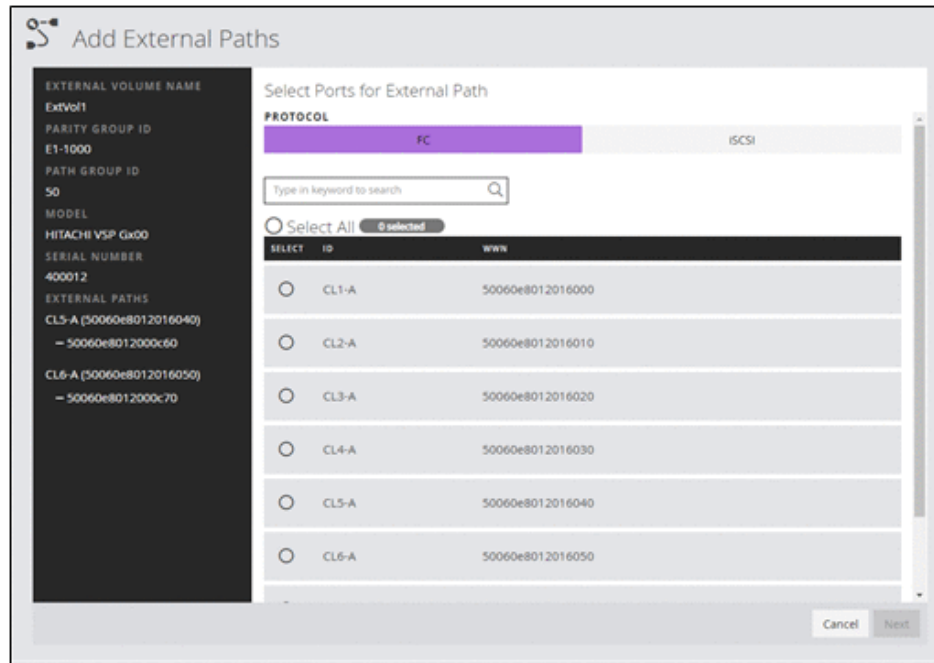 Add External Paths
EXTERNAL VOLUME NAME
ExtVol1
PARITY GROUP ID
E1-1000
PATH GROUP ID
50
MODEL
HITACHI VSP Gx00
SERIAL NUMBER
400012
EXTERNAL PATHS
CL5-A (50060e8012016040)
− 50060e8012000c60
CL6-A (50060e8012016050)
− 50060e8012000c70
Select Ports for External Path
PROTOCOL
FC iSCSI
Type in keyword to search
Select All 0 selected
SELECT ID WWN
CL1-A 50060e8012016000
CL2-A 50060e8012016010
CL3-A 50060e8012016020
CL4-A 50060e8012016030
CL5-A 50060e8012016040
CL6-A 50060e8012016050
Cancel Next